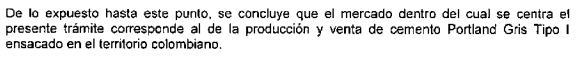 De lo expuesto hasta este punto, se concluye que el mercado dentro del cual se centra el
presente trámite corresponde al de la producción y venta de cemento Portland Gris Tipo I
ensacado en el territorio colombiano.